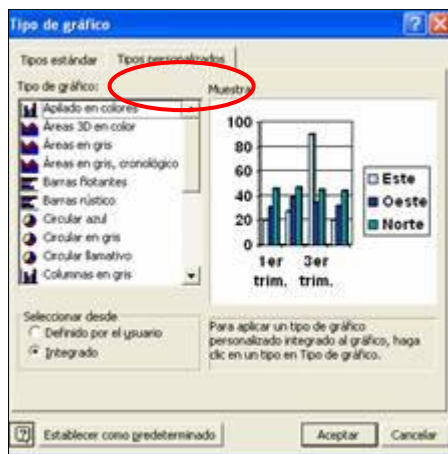 Tipo de gráfico
Tipos estándar
Tipos personalizados
Tipo de gráfico:
Apilado en colores
Áreas 3D en color
Áreas en gris
Áreas en gris, cronológico
Barras flotantes
Barras rústico
Circular azul
Circular en gris
Circular llamativo
Columnas en gris
Muestra
100
80
60
40
20
0
1er
trim.
3er
trim.
Este
Oeste
Norte
Seleccionar desde
Definido por el usuario
Integrado
Para aplicar un tipo de gráfico
personalizado integrado al gráfico, haga
clic en un tipo en Tipo de gráfico.
Establecer como predeterminado
Aceptar
Cancelar